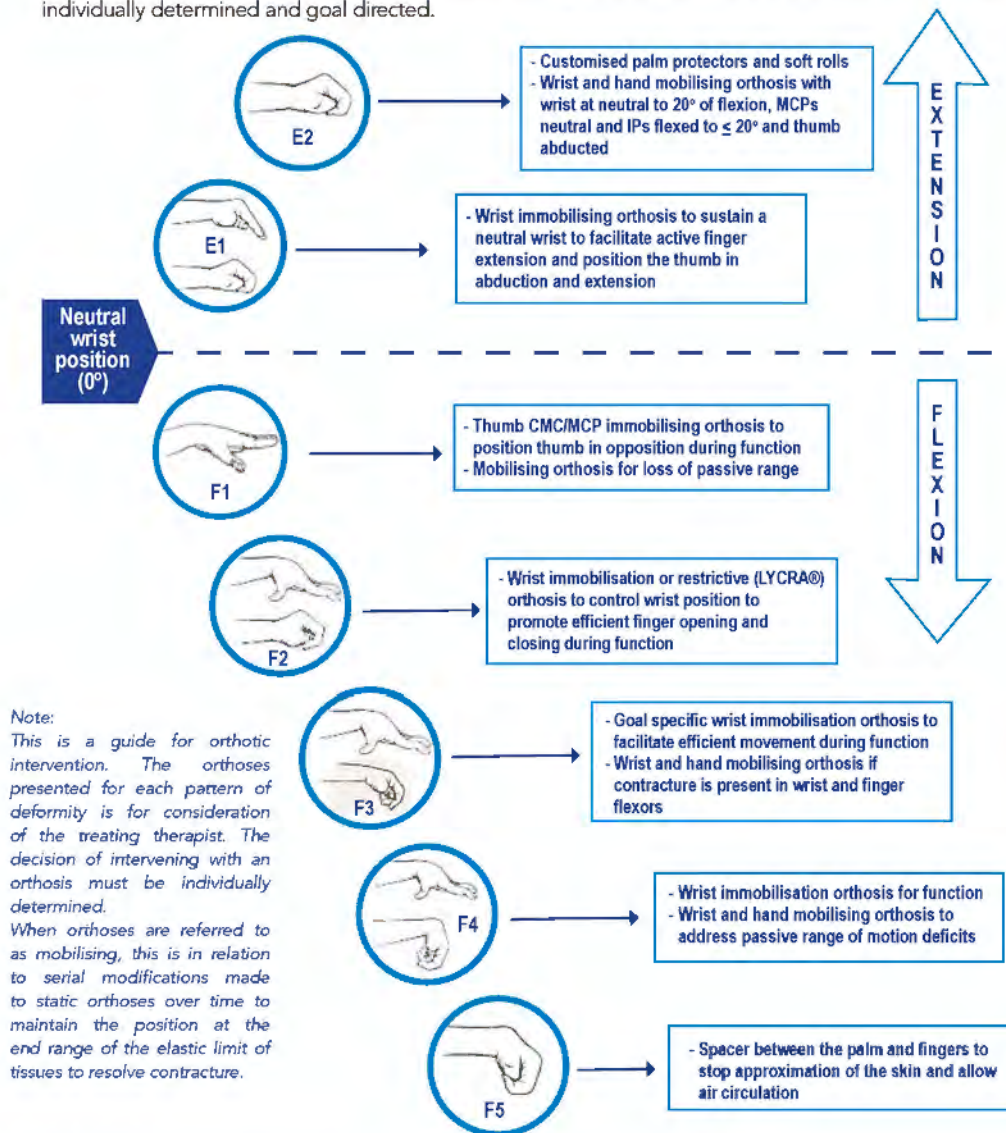 individually determined and goal directed.
E2
- Customised palm protectors and soft rolls
- Wrist and hand mobilising orthosis with
wrist at neutral to 20° of flexion, MCPs
neutral and IPs flexed to ≤ 20° and thumb
abducted
EXTENSION
E1
- Wrist immobilising orthosis to sustain a
neutral wrist to facilitate active finger
extension and position the thumb in
abduction and extension
Neutral
wrist
position
(0°)
F1
- Thumb CMC/MCP immobilising orthosis to
position thumb in opposition during function
- Mobilising orthosis for loss of passive range
FLEXION
F2
- Wrist immobilisation or restrictive (LYCRA®)
orthosis to control wrist position to
promote efficient finger opening and
closing during function
Note:
This is a guide for orthotic
intervention. The orthoses
presented for each pattern of
deformity is for consideration
of the treating therapist. The
decision of intervening with an
orthosis must be individually
determined.
When orthoses are referred to
as mobilising, this is in relation
to serial modifications made
to static orthoses over time to
maintain the position at the
end range of the elastic limit of
tissues to resolve contracture.
F3
- Goal specific wrist immobilisation orthosis to
facilitate efficient movement during function
- Wrist and hand mobilising orthosis if
contracture is present in wrist and finger
flexors
F4
- Wrist immobilisation orthosis for function
- Wrist and hand mobilising orthosis to
address passive range of motion deficits
F5
- Spacer between the palm and fingers to
stop approximation of the skin and allow
air circulation